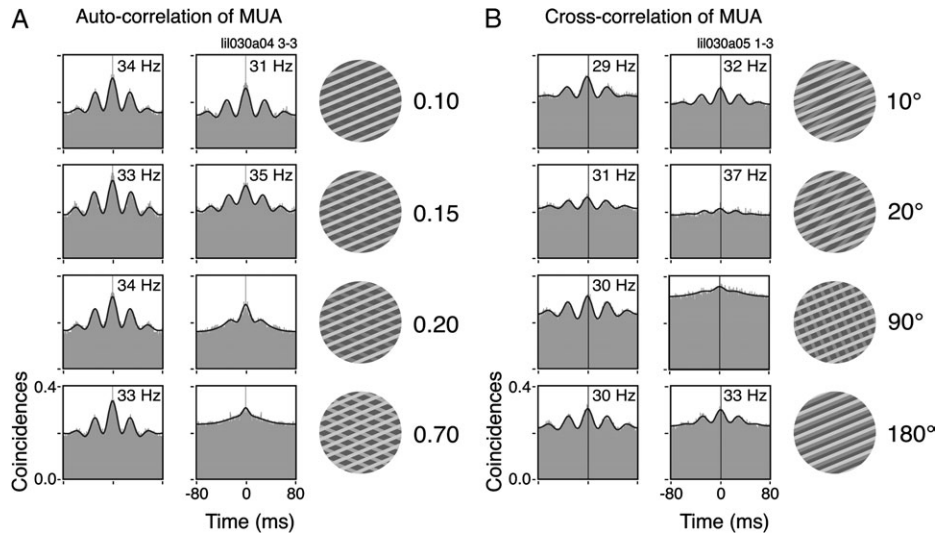 A Auto-correlation of MUA
lil030a04 3-3
34 Hz 31 Hz 0.10
33 Hz 35 Hz 0.15
34 Hz 0.20
33 Hz 0.70
0.4
Coincidences
0.0
-80 0 80
Time (ms)
B Cross-correlation of MUA
lil030a05 1-3
29 Hz 32 Hz 10°
31 Hz 37 Hz 20°
30 Hz 90°
30 Hz 33 Hz 180°
0.4
Coincidences
0.0
-80 0 80
Time (ms)